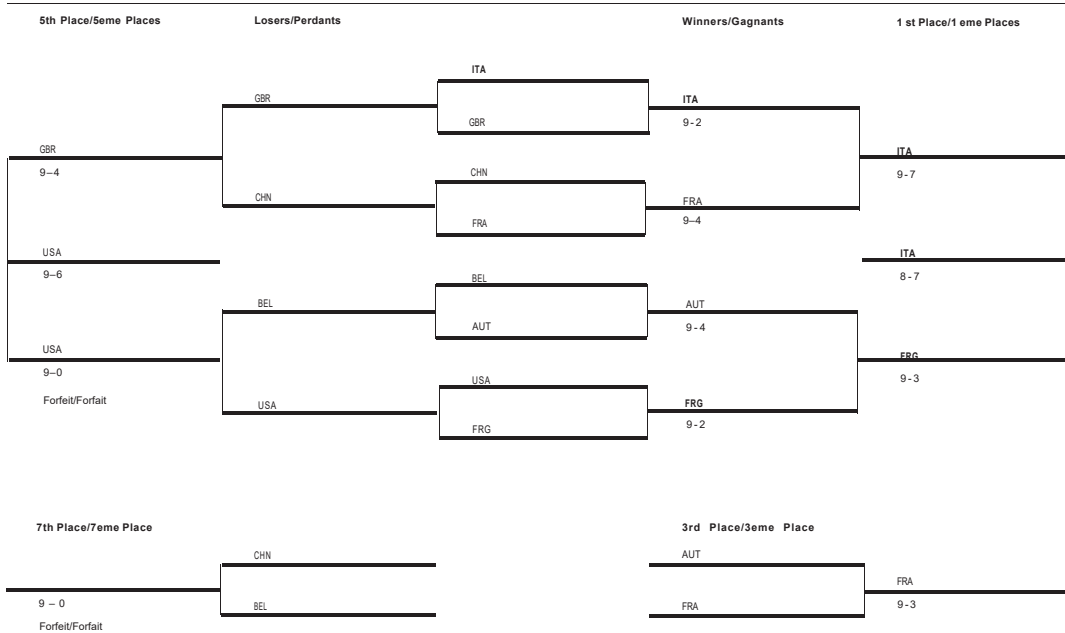 5th Place/5eme Places Losers/Perdants Winners/Gagnants 1 st Place/1 eme Places
ITA
GBR ITA
9-2
GBR
GBR ITA
9–4 9-7
CHN
CHN FRA
9–4
FRA
USA ITA
9–6 8-7
BEL
BEL AUT
9-4
AUT
USA FRG
9–0 9-3
Forfeit/Forfait
USA
USA FRG
9-2
FRG
7th Place/7eme Place 3rd Place/3eme Place
CHN AUT
FRA
9 – 0 9-3
BEL FRA
Forfeit/Forfait